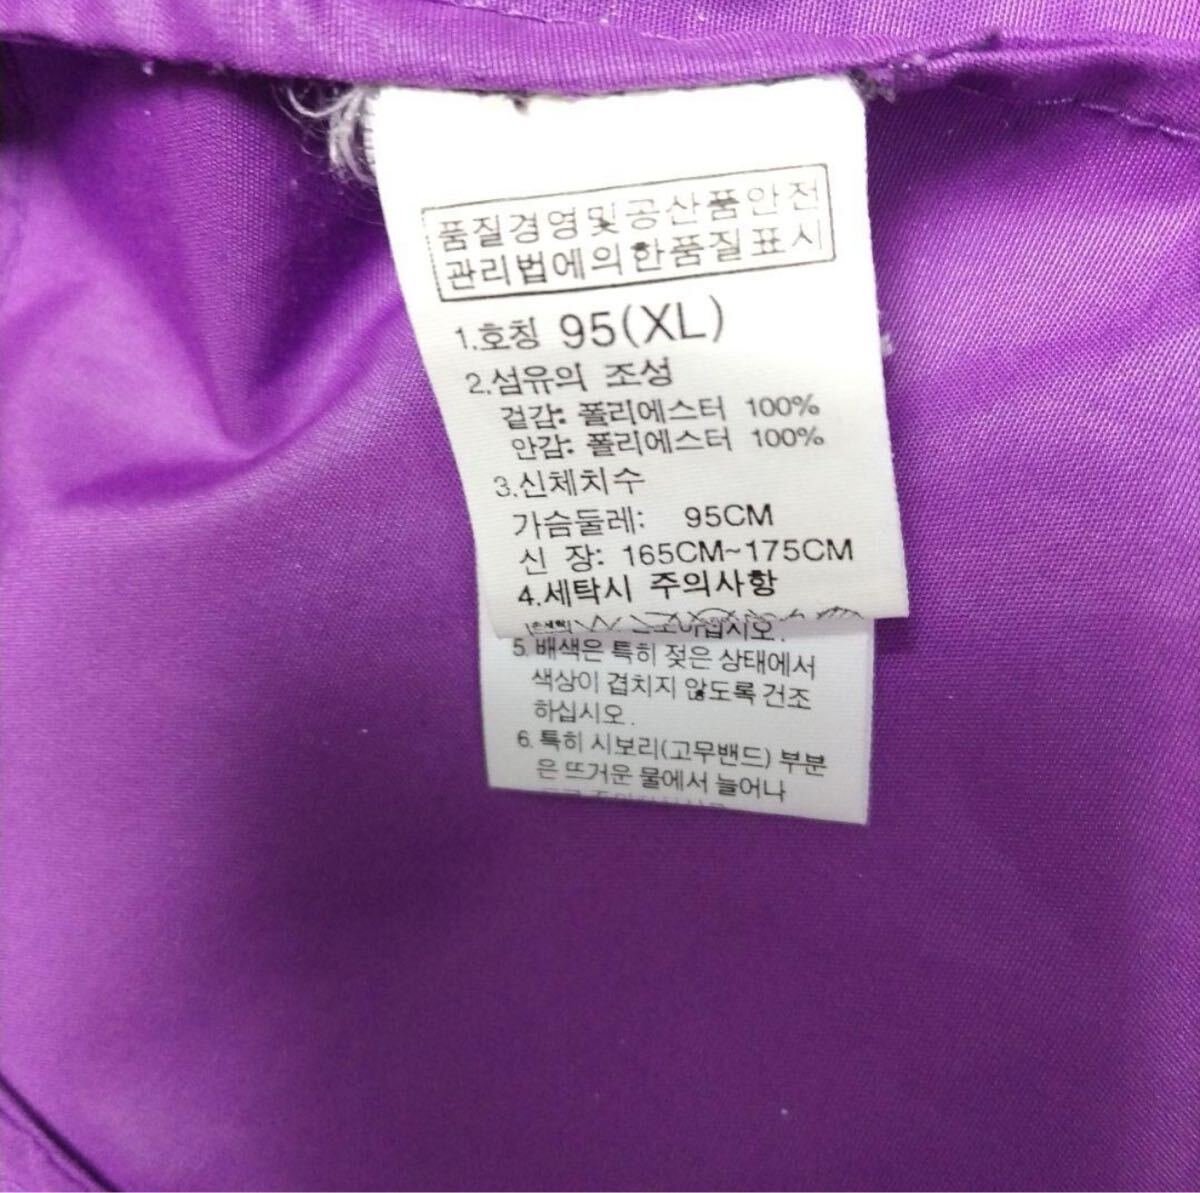 품질경영및공산품안전
관리법에의한품질표시
1.호칭 95(XL)
2.섬유의 조성
겉감: 폴리에스터 100%
안감: 폴리에스터 100%
3.신체치수
가슴둘레: 95CM
신 장: 165CM~175CM
4.세탁시 주의사항
5. 배색은 특히 젖은 상태에서
색상이 겹치지 않도록 건조
하십시오.
6. 특히 시보리(고무밴드) 부분
은 뜨거운 물에서 늘어나